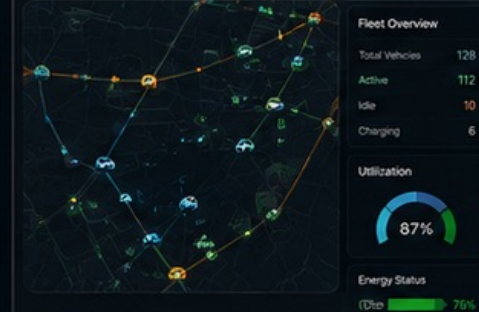 Fleet Overview
Total Vehicles 128
Active 112
Idle 10
Charging 6
Utilization
87%
Energy Status
76%